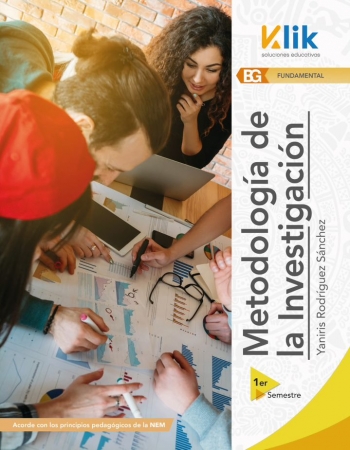 Klik
soluciones educativas
BG FUNDAMENTAL
Metodología de
la Investigación
Yaniris Rodríguez Sánchez
1er
Semestre
Acorde con los principios pedagógicos de la NEM